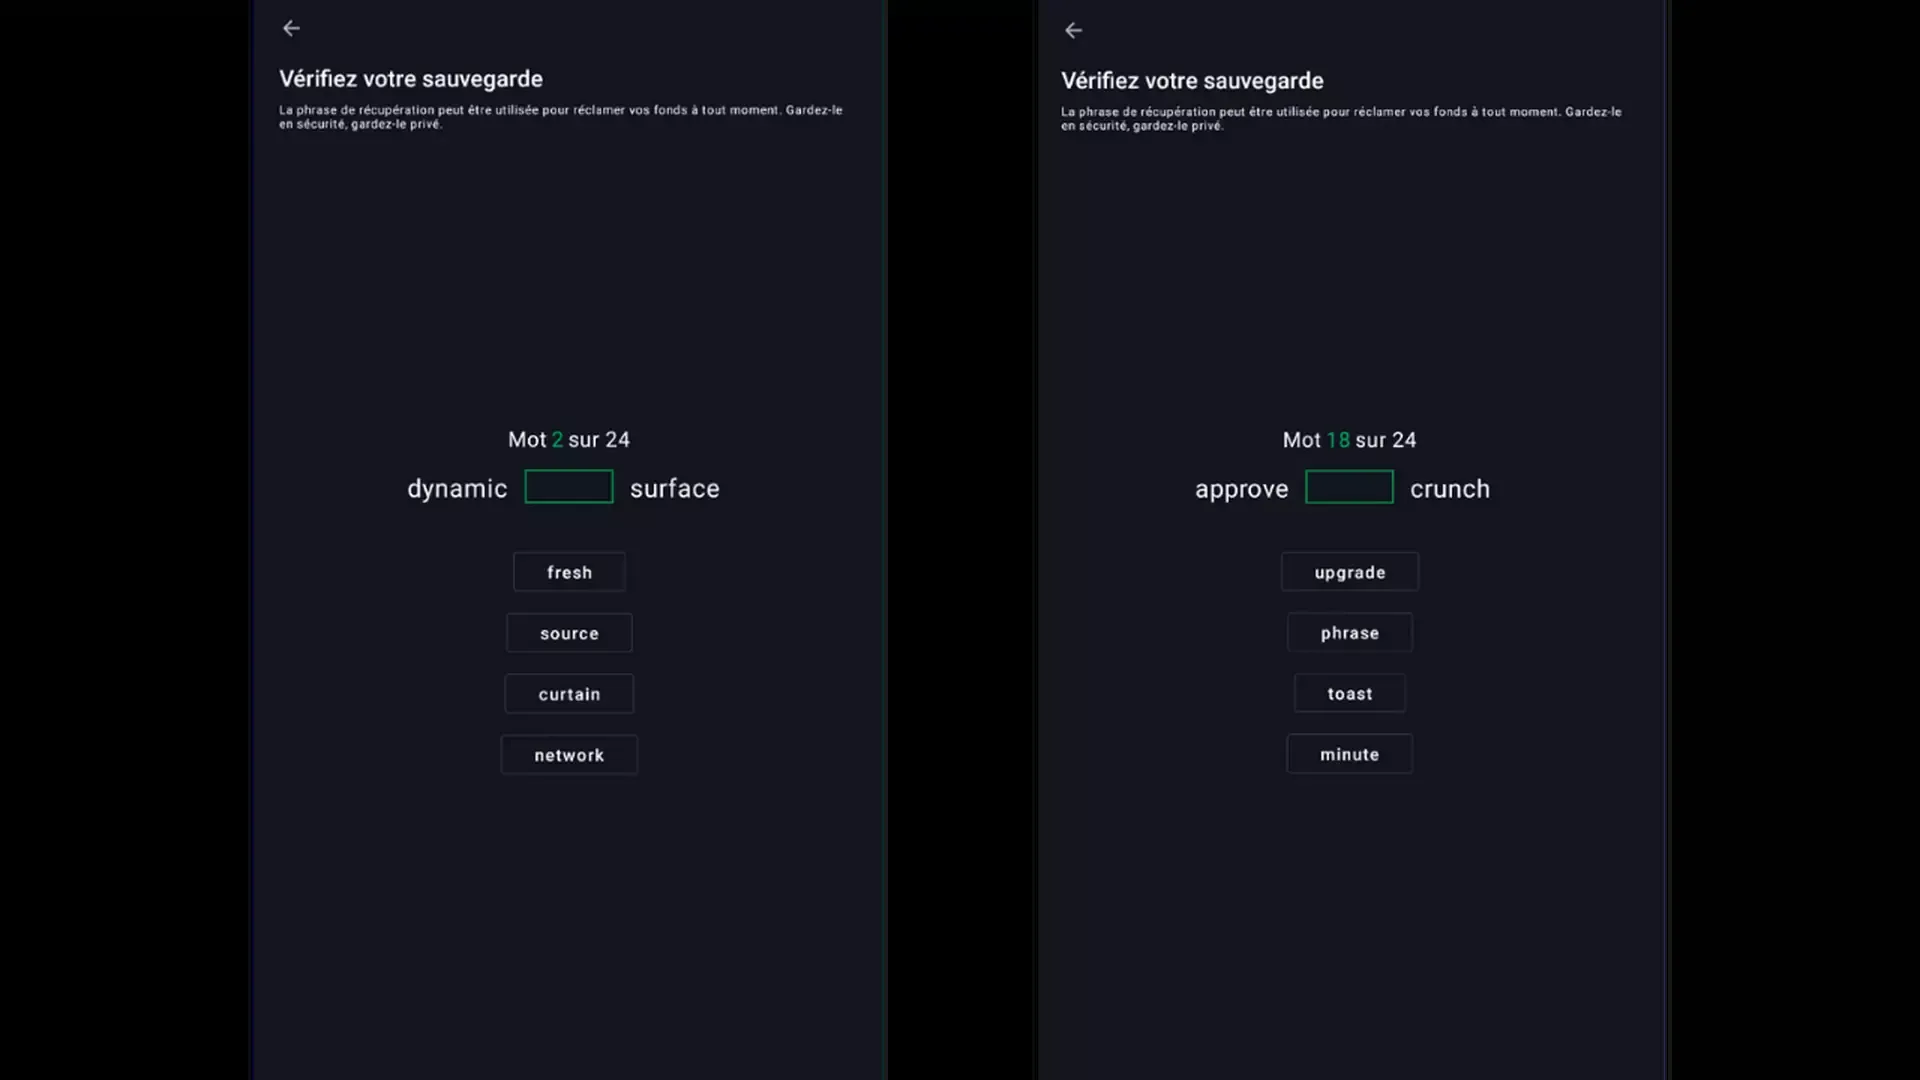 Vérifiez votre sauvegarde
La phrase de récupération peut être utilisée pour réclamer vos fonds à tout moment. Gardez-le
en sécurité, gardez-le privé.
Mot 2 sur 24
dynamic surface
fresh
source
curtain
network
Vérifiez votre sauvegarde
La phrase de récupération peut être utilisée pour réclamer vos fonds à tout moment. Gardez-le
en sécurité, gardez-le privé.
Mot 18 sur 24
approve crunch
upgrade
phrase
toast
minute